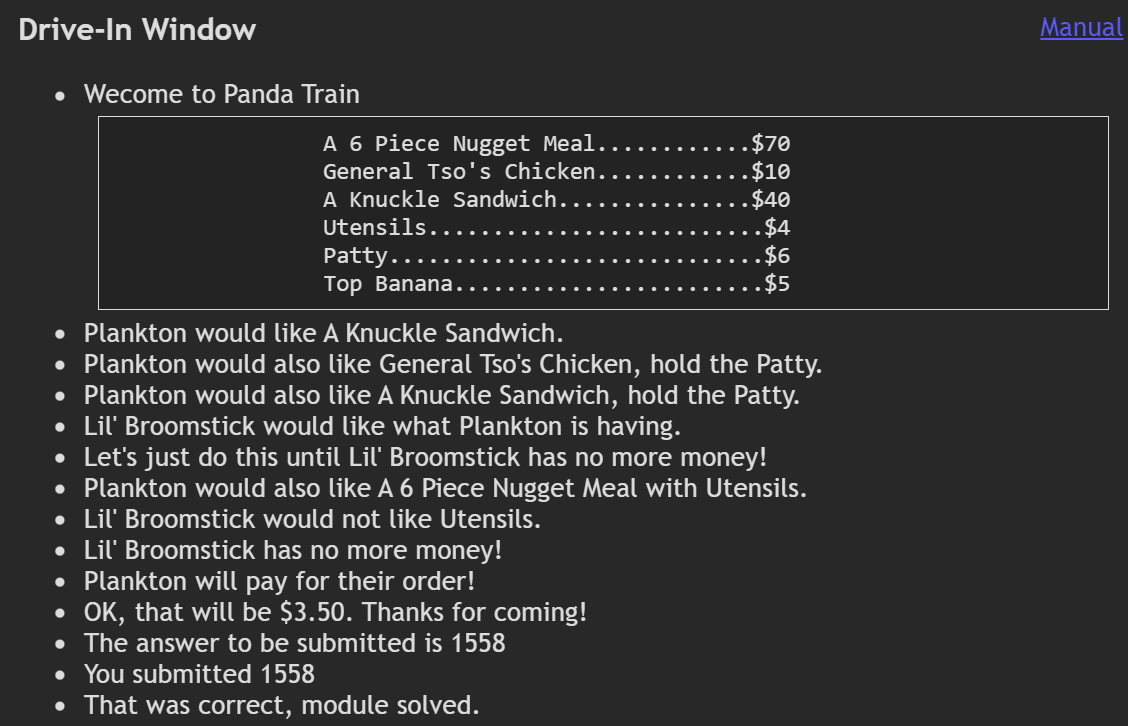 Drive-In Window
Manual
Wecome to Panda Train
A 6 Piece Nugget Meal............$70
General Tso's Chicken............$10
A Knuckle Sandwich...............$40
Utensils..........................$4
Patty.............................$6
Top Banana........................$5
Plankton would like A Knuckle Sandwich.
Plankton would also like General Tso's Chicken, hold the Patty.
Plankton would also like A Knuckle Sandwich, hold the Patty.
Lil' Broomstick would like what Plankton is having.
Let's just do this until Lil' Broomstick has no more money!
Plankton would also like A 6 Piece Nugget Meal with Utensils.
Lil' Broomstick would not like Utensils.
Lil' Broomstick has no more money!
Plankton will pay for their order!
OK, that will be $3.50. Thanks for coming!
The answer to be submitted is 1558
You submitted 1558
That was correct, module solved.